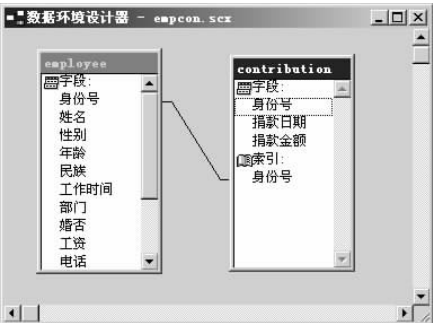 数据环境设计器 - empcon.scx
employee
字段:
身份号
姓名
性别
年龄
民族
工作时间
部门
婚否
工资
电话
contribution
字段:
身份号
捐款日期
捐款金额
索引:
身份号